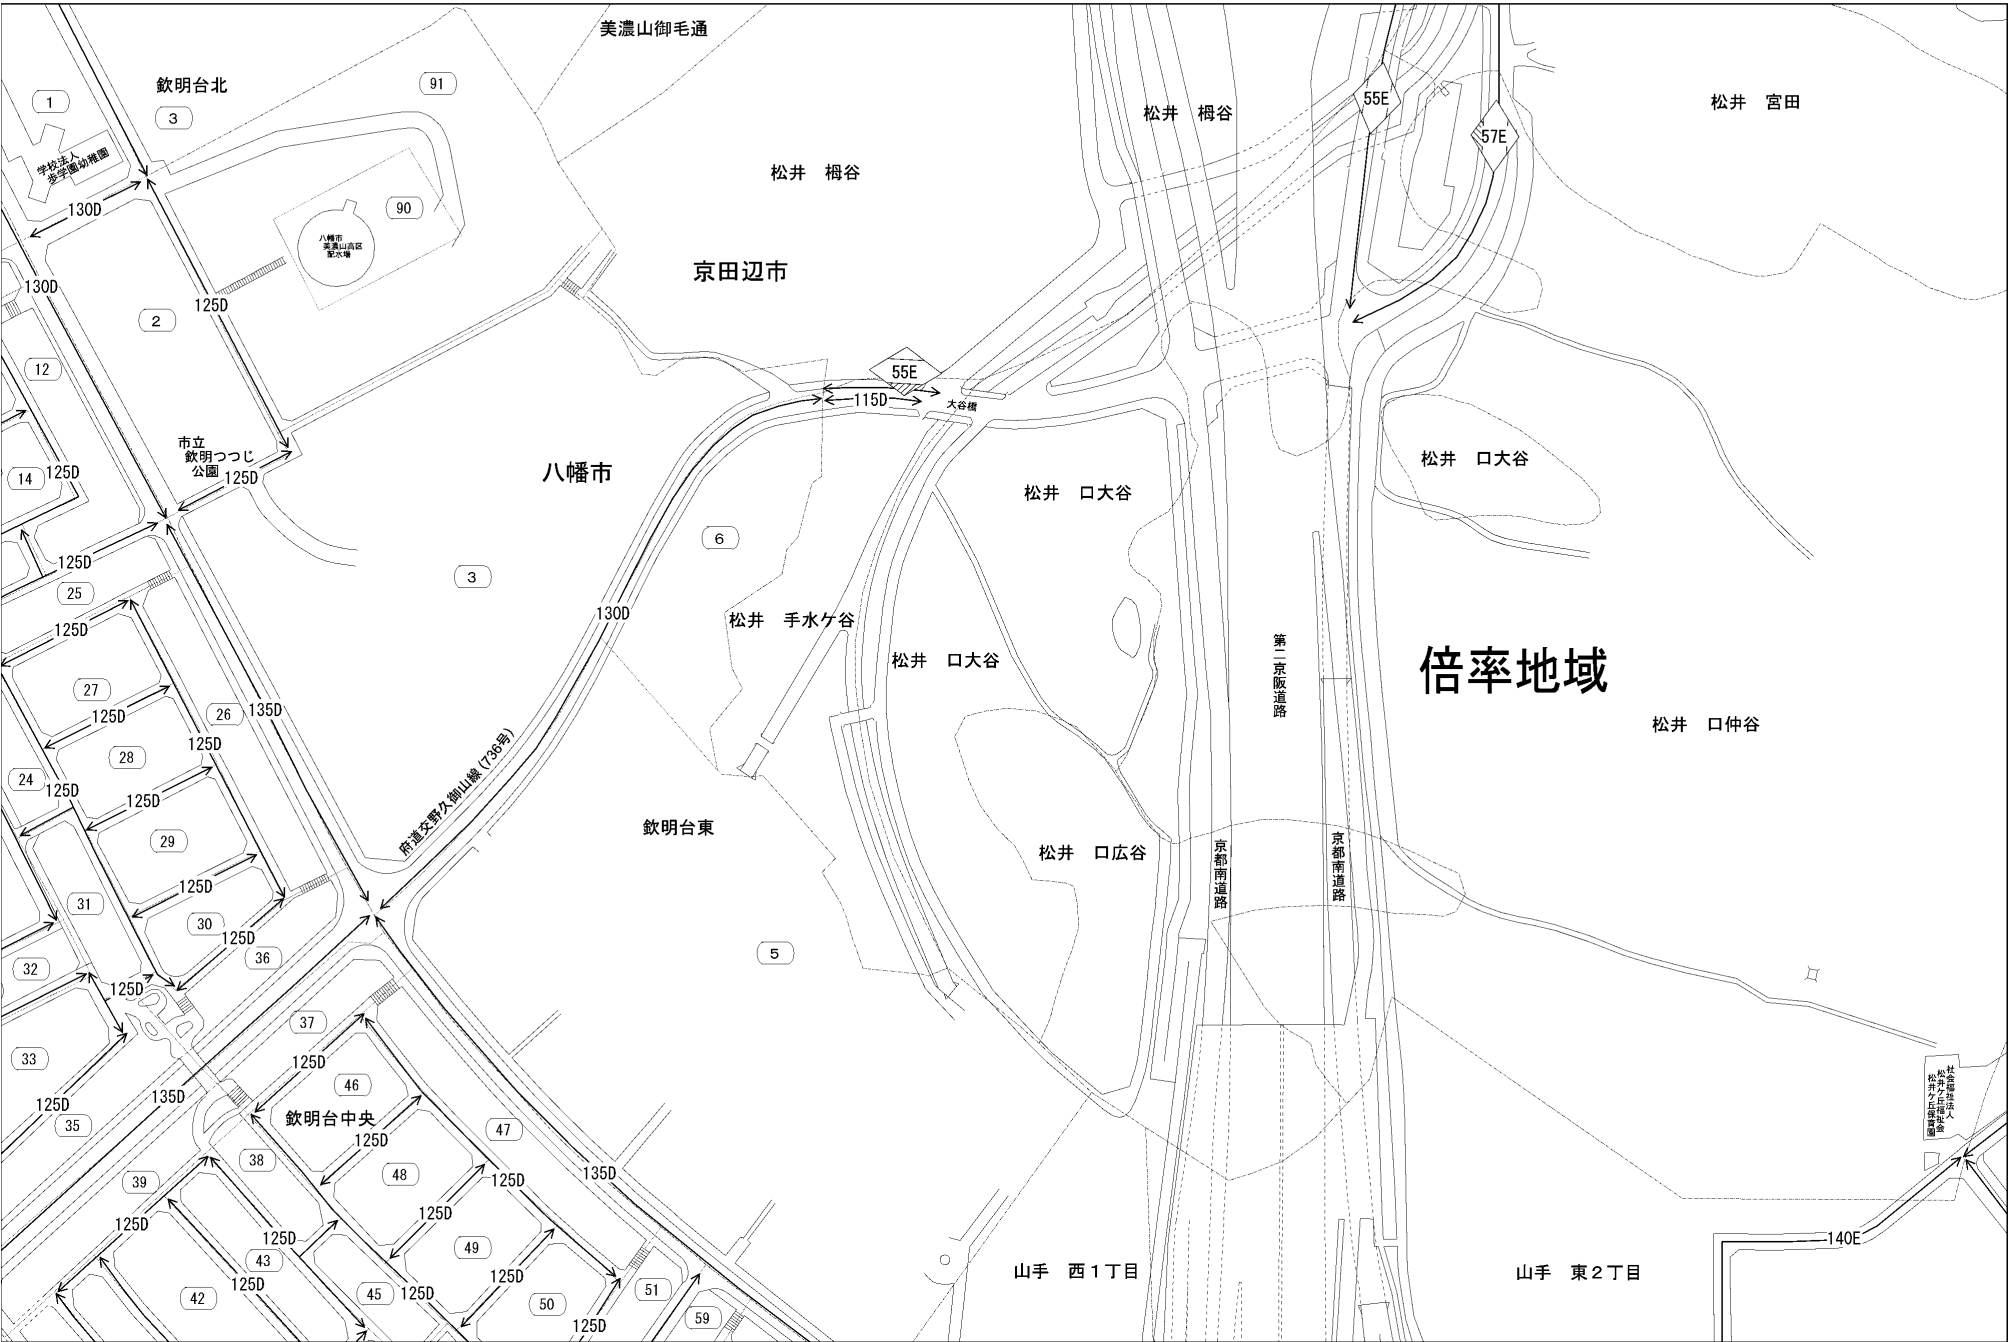 美濃山御毛通
欽明台北
1
3
91
学校法人
歩学園幼稚園
130D
90
八幡市
美濃山高区
配水場
松井 栂谷
松井 栂谷
55E
57E
松井 宮田
京田辺市
130D
125D
2
12
55E
115D
大谷橋
14
125D
市立
欽明つつじ
公園
125D
八幡市
松井 口大谷
松井 口大谷
6
3
125D
25
125D
130D
松井 手水ケ谷
松井 口大谷
第二京阪道路
倍率地域
松井 口仲谷
27
125D
26
135D
125D
28
24
125D
125D
29
府道交野久御山線(736号)
欽明台東
松井 口広谷
京都南道路
京都南道路
125D
31
30
125D
36
32
125D
5
37
33
125D
46
125D
135D
35
欽明台中央
125D
47
38
48
39
125D
135D
125D
125D
125D
43
125D
49
125D
42
45
125D
50
51
125D
59
社会福祉法人
松井ケ丘福祉会
松井ケ丘保育園
140E
山手 西1丁目
山手 東2丁目